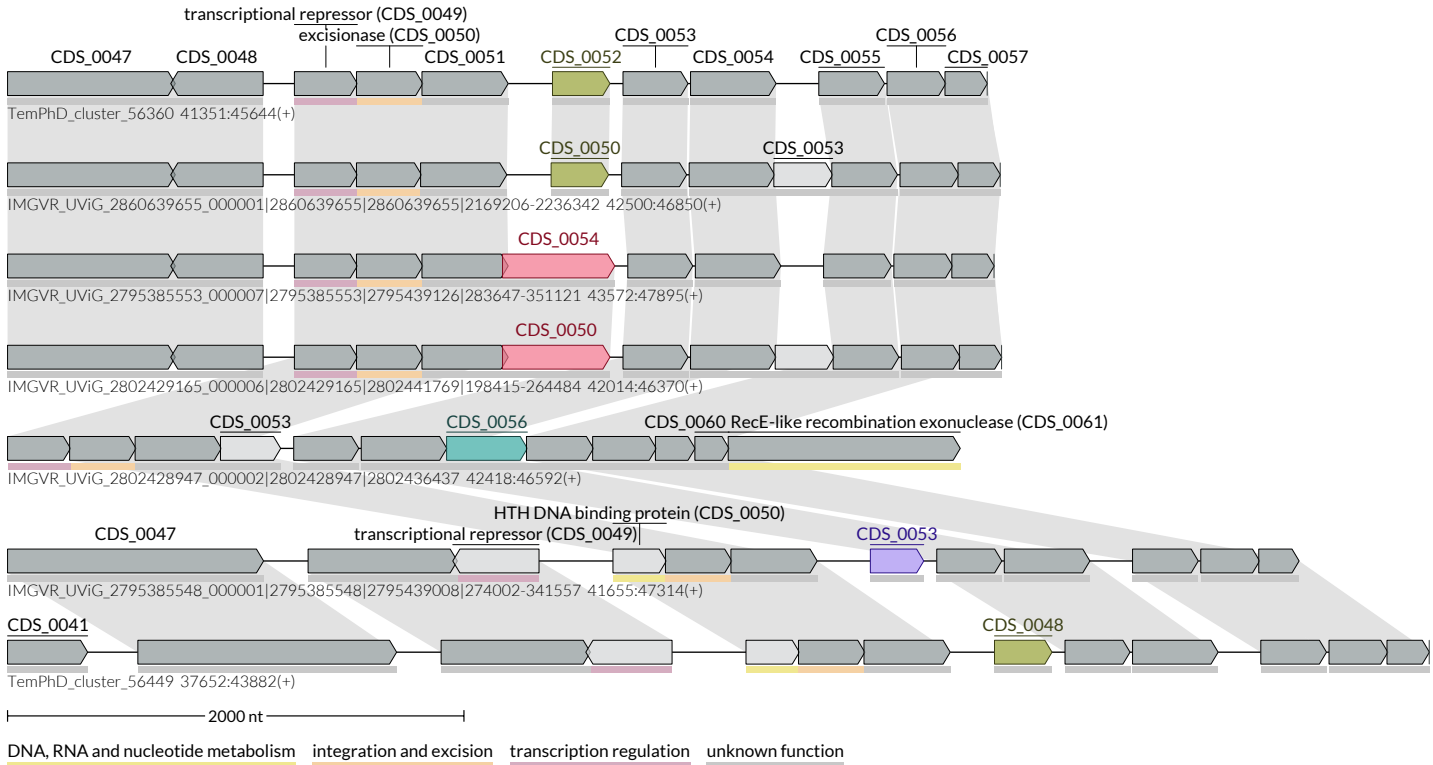 transcriptional repressor (CDS_0049)
excisionase (CDS_0050)
CDS_0053
CDS_0056
CDS_0047
CDS_0048
CDS_0051
CDS_0052
CDS_0054
CDS_0055
CDS_0057
TemPhD_cluster_56360 41351:45644(+)
CDS_0050
CDS_0053
IMGVR_UViG_2860639655_000001|2860639655|2860639655|2169206-2236342 42500:46850(+)
CDS_0054
IMGVR_UViG_2795385553_000007|2795385553|2795439126|283647-351121 43572:47895(+)
CDS_0050
IMGVR_UViG_2802429165_000006|2802429165|2802441769|198415-264484 42014:46370(+)
CDS_0053
CDS_0056
CDS_0060
RecE-like recombination exonuclease (CDS_0061)
IMGVR_UViG_2802428947_000002|2802428947|2802436437 42418:46592(+)
HTH DNA binding protein (CDS_0050)
CDS_0047
transcriptional repressor (CDS_0049)
CDS_0053
IMGVR_UViG_2795385548_000001|2795385548|2795439008|274002-341557 41655:47314(+)
CDS_0041
CDS_0048
TemPhD_cluster_56449 37652:43882(+)
2000 nt
DNA, RNA and nucleotide metabolism
integration and excision
transcription regulation
unknown function